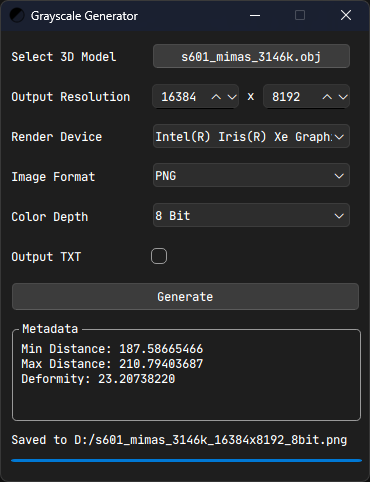 Grayscale Generator
Select 3D Model s601_mimas_3146k.obj
Output Resolution 16384 x 8192
Render Device Intel(R) Iris(R) Xe Graph
Image Format PNG
Color Depth 8 Bit
Output TXT
Generate
Metadata
Min Distance: 187.58665466
Max Distance: 210.79403687
Deformity: 23.20738220
Saved to D:/s601_mimas_3146k_16384x8192_8bit.png